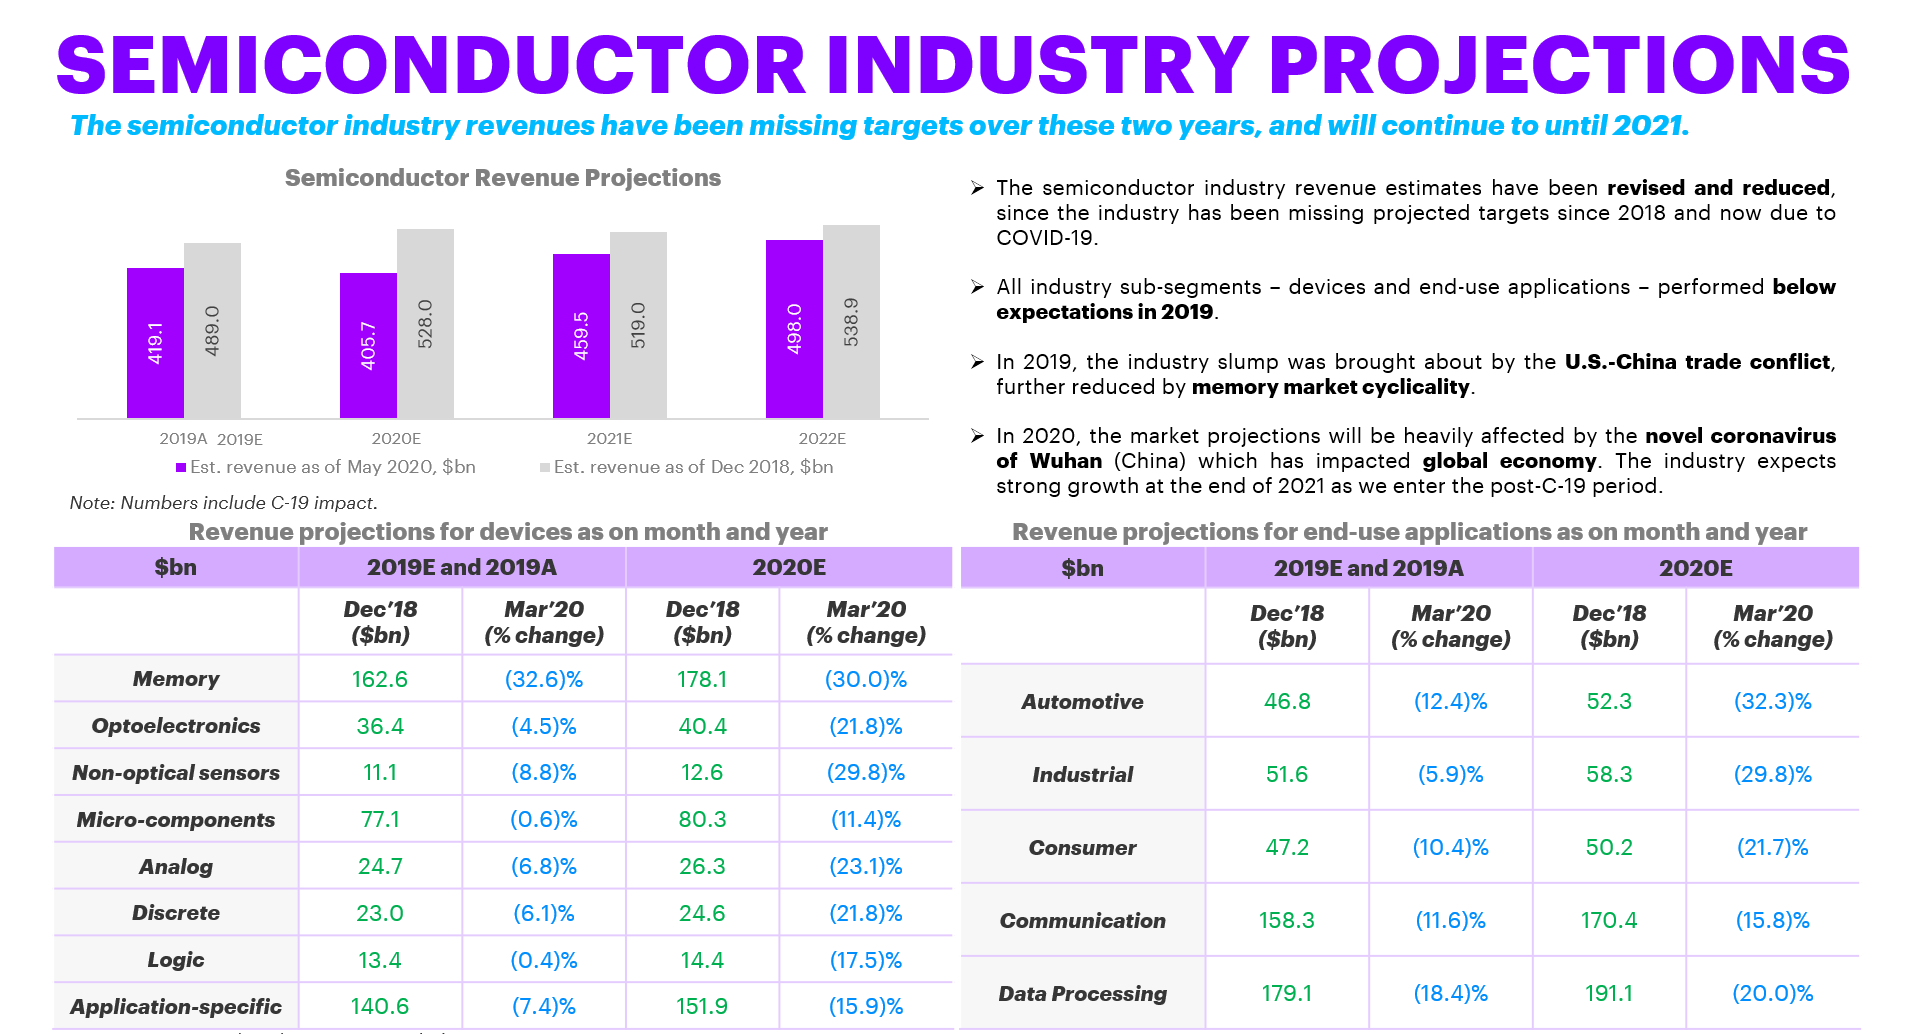 SEMICONDUCTOR INDUSTRY PROJECTIONS
The semiconductor industry revenues have been missing targets over these two years, and will continue to until 2021.
Semiconductor Revenue Projections
419.1 489.0 405.7 528.0 459.5 519.0 498.0 538.9
2019A 2019E 2020E 2021E 2022E
Est. revenue as of May 2020, $bn Est. revenue as of Dec 2018, $bn
Note: Numbers include C-19 impact.
➢ The semiconductor industry revenue estimates have been revised and reduced,
since the industry has been missing projected targets since 2018 and now due to
COVID-19.
➢ All industry sub-segments – devices and end-use applications – performed below
expectations in 2019.
➢ In 2019, the industry slump was brought about by the U.S.-China trade conflict,
further reduced by memory market cyclicality.
➢ In 2020, the market projections will be heavily affected by the novel coronavirus
of Wuhan (China) which has impacted global economy. The industry expects
strong growth at the end of 2021 as we enter the post-C-19 period.
Revenue projections for devices as on month and year
$bn 2019E and 2019A 2020E
Dec’18 Mar’20 Dec’18 Mar’20
($bn) (% change) ($bn) (% change)
Memory 162.6 (32.6)% 178.1 (30.0)%
Optoelectronics 36.4 (4.5)% 40.4 (21.8)%
Non-optical sensors 11.1 (8.8)% 12.6 (29.8)%
Micro-components 77.1 (0.6)% 80.3 (11.4)%
Analog 24.7 (6.8)% 26.3 (23.1)%
Discrete 23.0 (6.1)% 24.6 (21.8)%
Logic 13.4 (0.4)% 14.4 (17.5)%
Application-specific 140.6 (7.4)% 151.9 (15.9)%
Revenue projections for end-use applications as on month and year
$bn 2019E and 2019A 2020E
Dec’18 Mar’20 Dec’18 Mar’20
($bn) (% change) ($bn) (% change)
Automotive 46.8 (12.4)% 52.3 (32.3)%
Industrial 51.6 (5.9)% 58.3 (29.8)%
Consumer 47.2 (10.4)% 50.2 (21.7)%
Communication 158.3 (11.6)% 170.4 (15.8)%
Data Processing 179.1 (18.4)% 191.1 (20.0)%